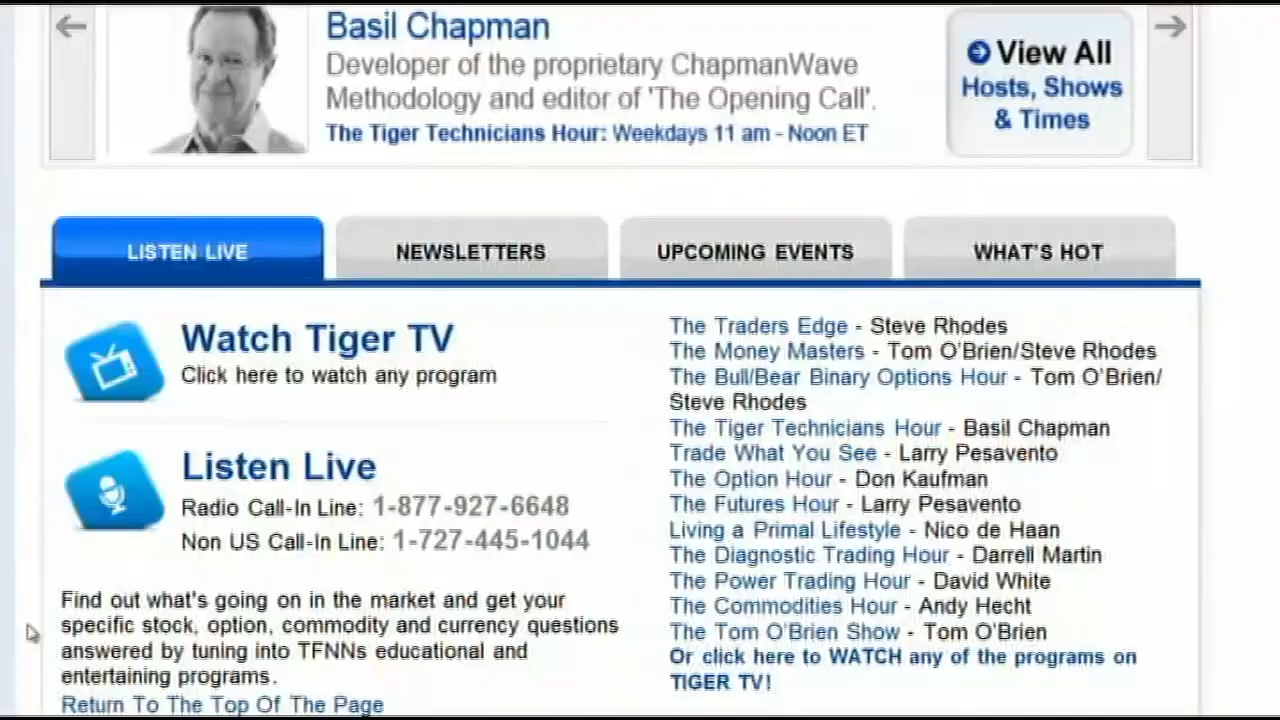 Basil Chapman
Developer of the proprietary ChapmanWave
Methodology and editor of 'The Opening Call'.
The Tiger Technicians Hour: Weekdays 11 am - Noon ET
View All
Hosts, Shows
& Times
LISTEN LIVE
NEWSLETTERS
UPCOMING EVENTS
WHAT'S HOT
Watch Tiger TV
Click here to watch any program
Listen Live
Radio Call-In Line: 1-877-927-6648
Non US Call-In Line: 1-727-445-1044
Find out what's going on in the market and get your
specific stock, option, commodity and currency questions
answered by tuning into TFNNs educational and
entertaining programs.
Return To The Top Of The Page
The Traders Edge - Steve Rhodes
The Money Masters - Tom O'Brien/Steve Rhodes
The Bull/Bear Binary Options Hour - Tom O'Brien/
Steve Rhodes
The Tiger Technicians Hour - Basil Chapman
Trade What You See - Larry Pesavento
The Option Hour - Don Kaufman
The Futures Hour - Larry Pesavento
Living a Primal Lifestyle - Nico de Haan
The Diagnostic Trading Hour - Darrell Martin
The Power Trading Hour - David White
The Commodities Hour - Andy Hecht
The Tom O'Brien Show - Tom O'Brien
Or click here to WATCH any of the programs on
TIGER TV!